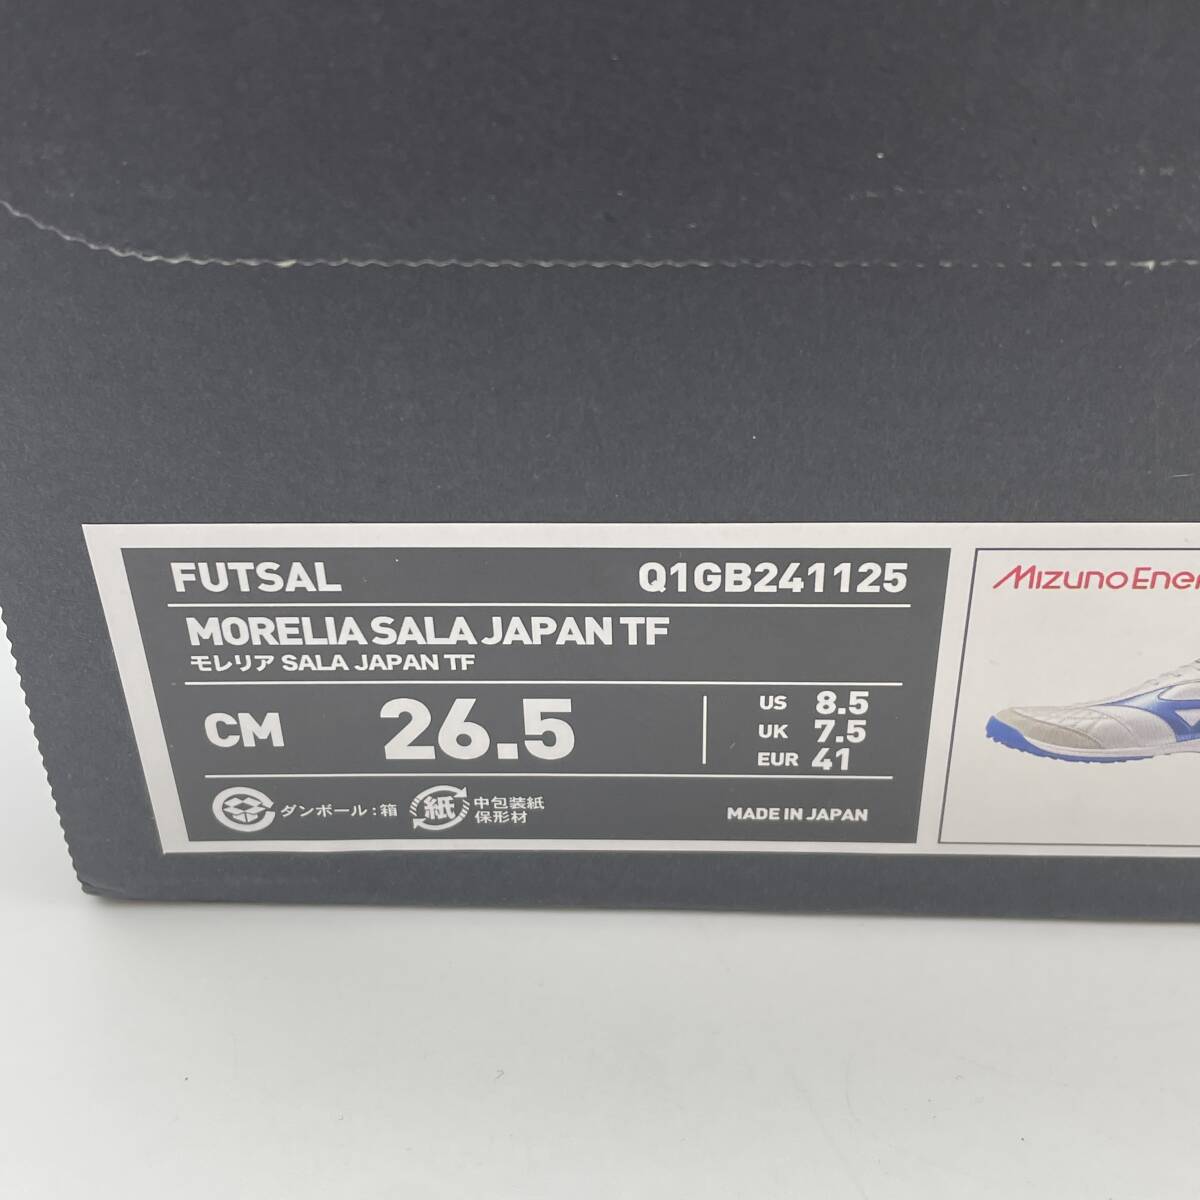 FUTSAL Q1GB241125
MORELIA SALA JAPAN TF
モレリア SALA JAPAN TF
CM 26.5
US 8.5
UK 7.5
EUR 41
ダンボール:箱
紙 中包装紙
保形材
MADE IN JAPAN
MIZUNO Ener